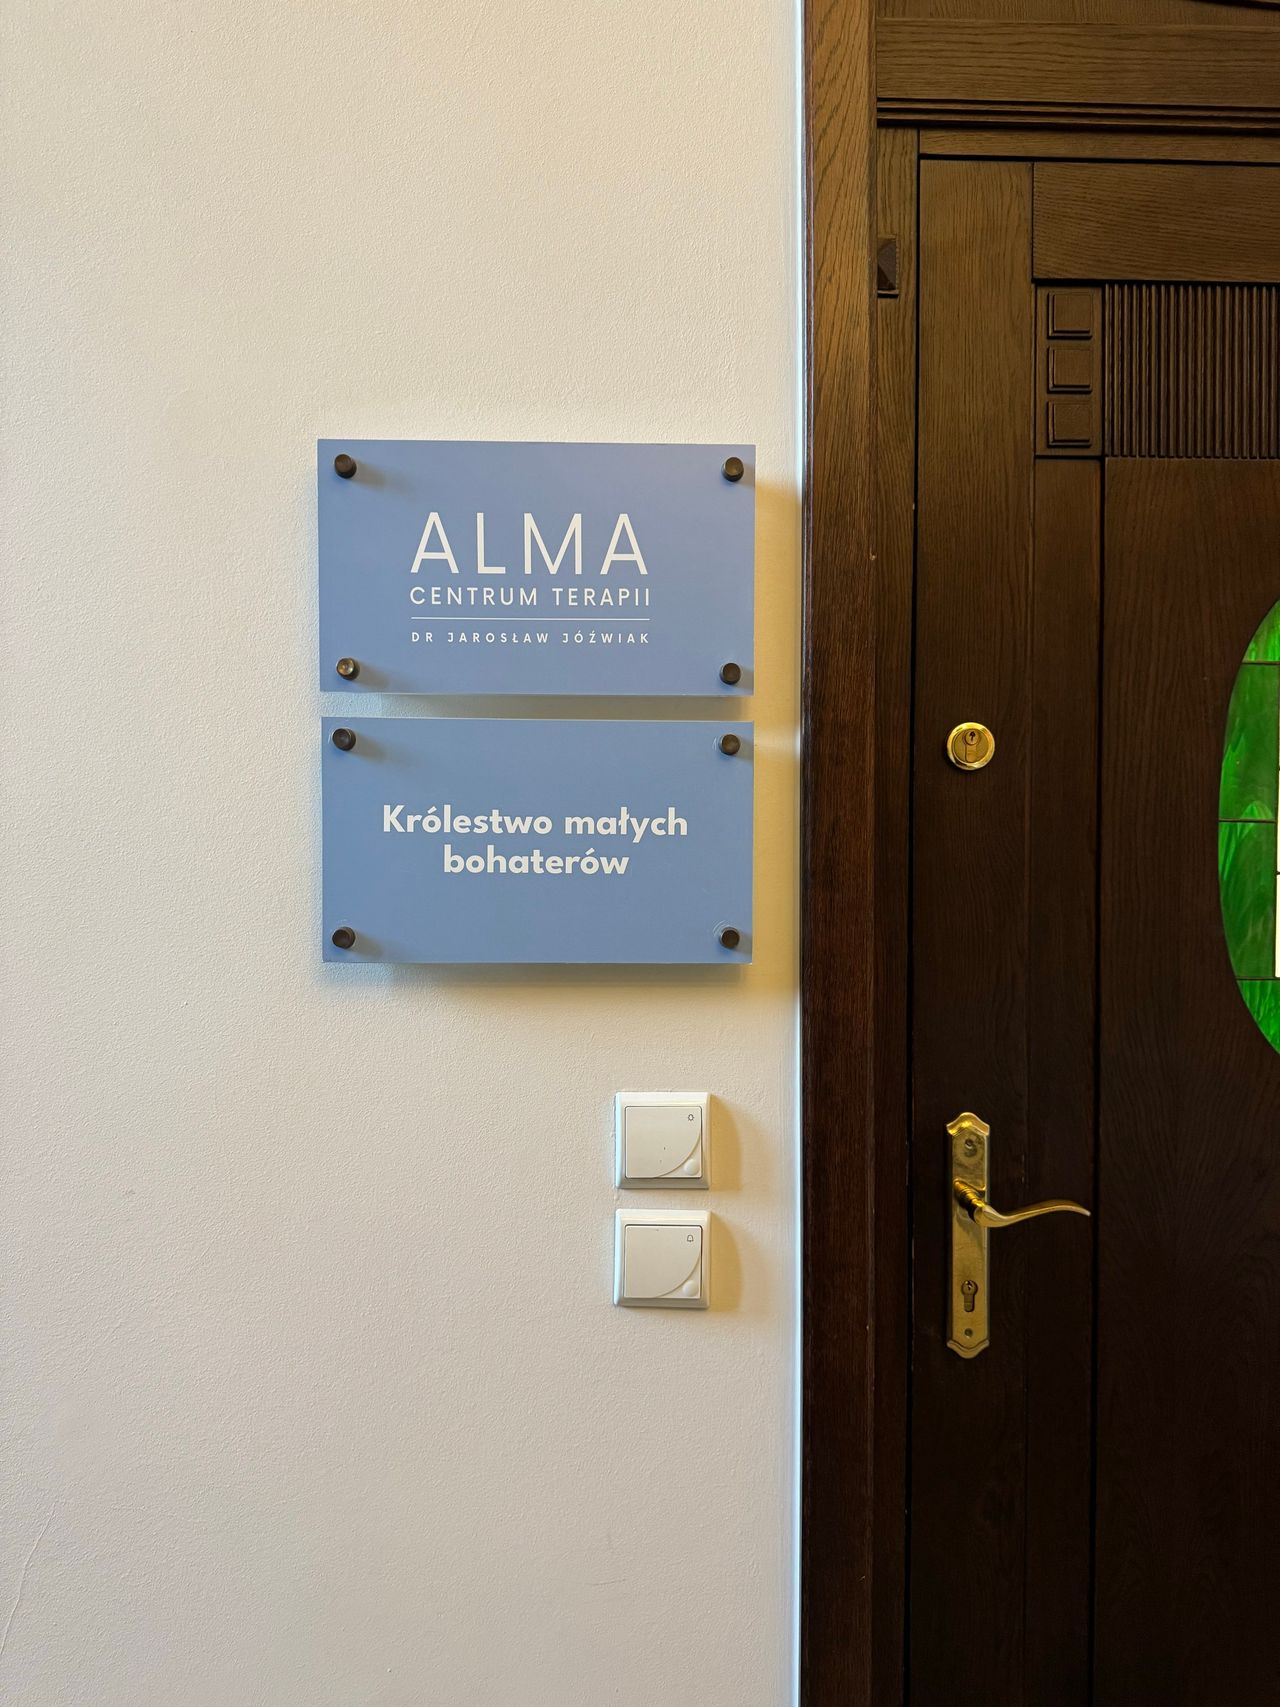 ALMA
CENTRUM TERAPII
DR JAROSŁAW JÓŹWIAK
Królestwo małych
bohaterów